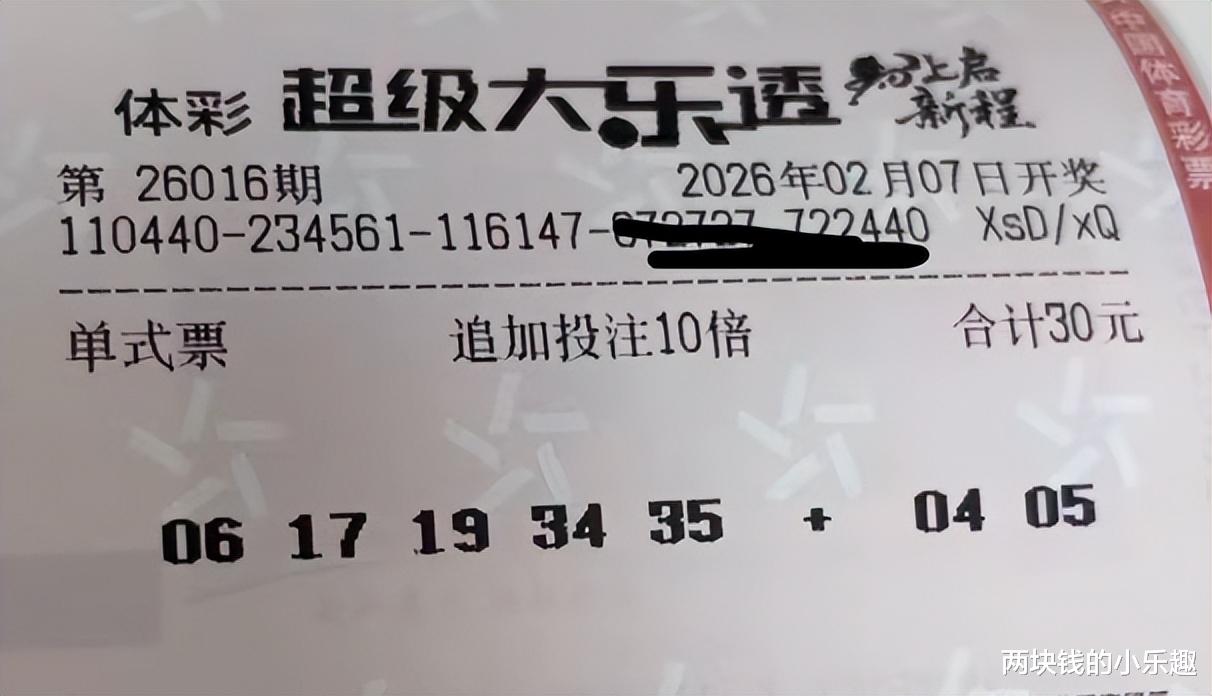 体彩 超级大乐透 马上启
新程
第 26016期 2026年02月07日开奖
110440-234561-116147- 722440 XsD/xQ
单式票 追加投注10倍 合计30元
06 17 19 34 35 + 04 05
中国体育彩票
两块钱的小乐趣